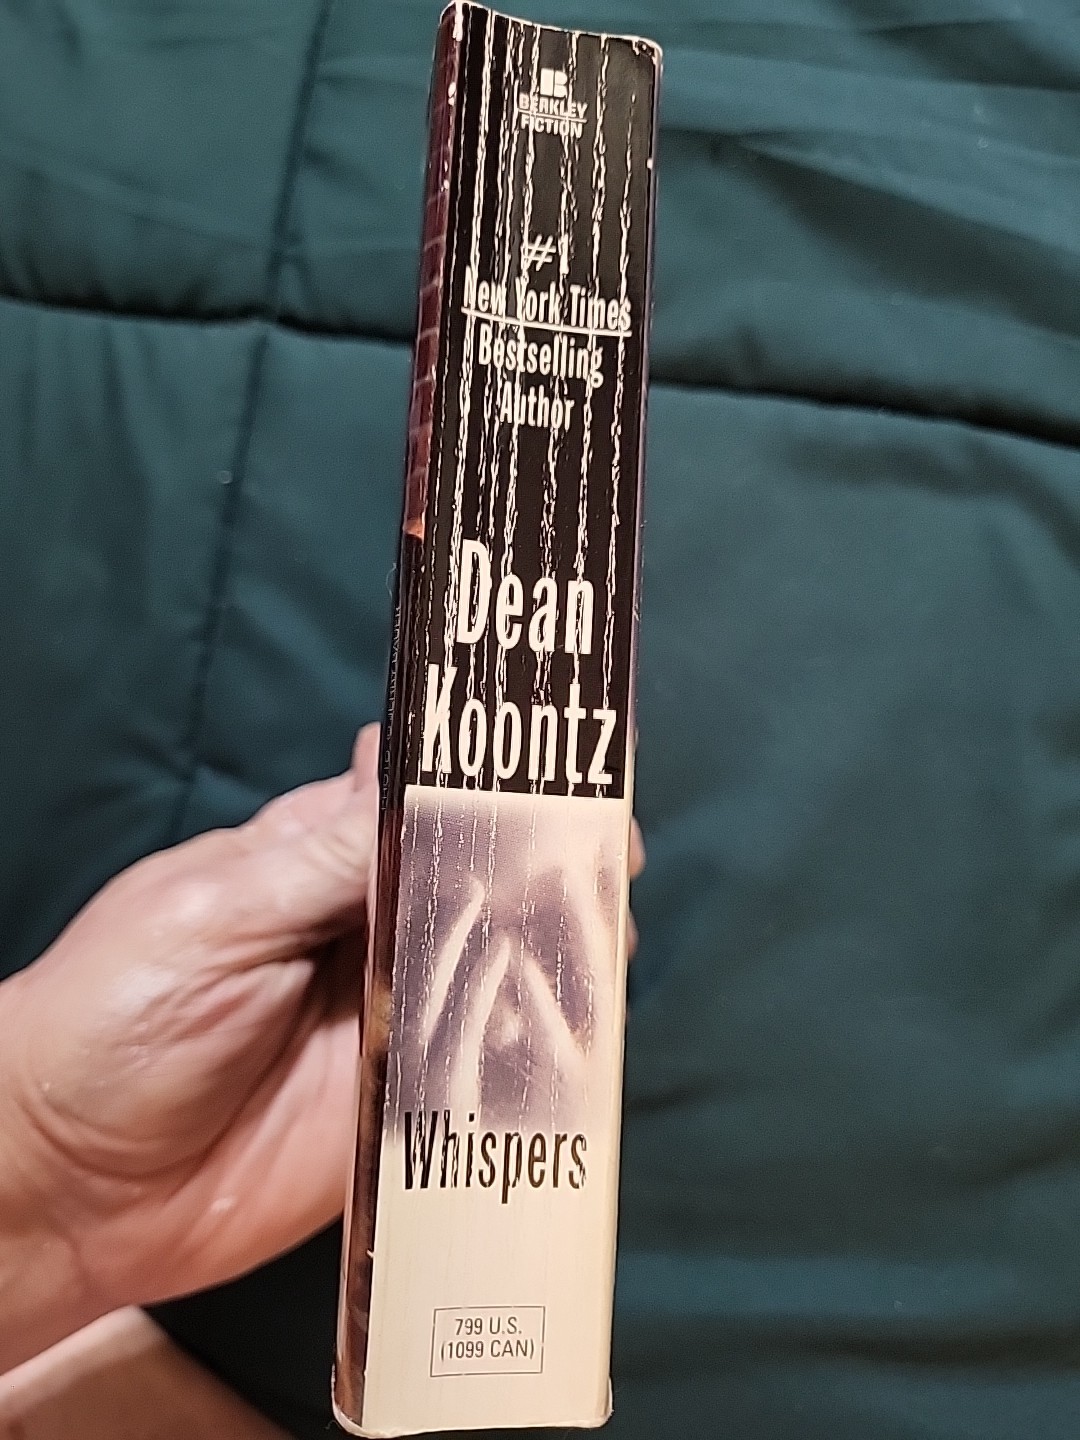 B
BERKLEY
FICTION
#1
New York Times
Bestselling
Author
Dean
Koontz
Whispers
799 U.S.
(1099 CAN)